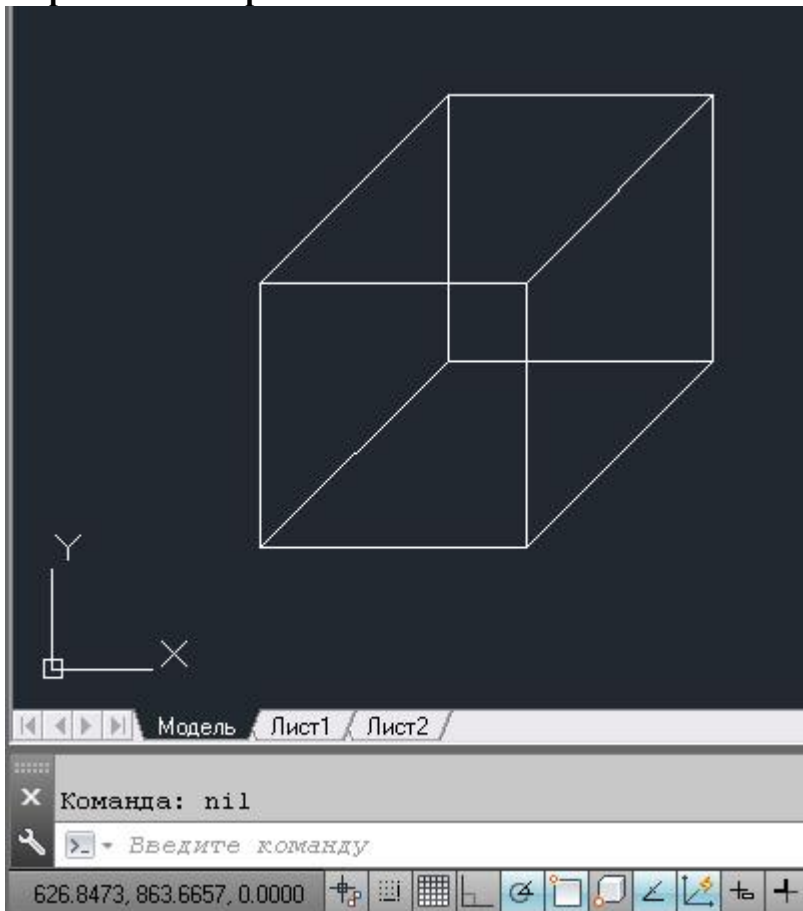 Y
X
Модель Лист1 Лист2
Команда: nil
Введите команду
626.8473, 863.6657, 0.0000